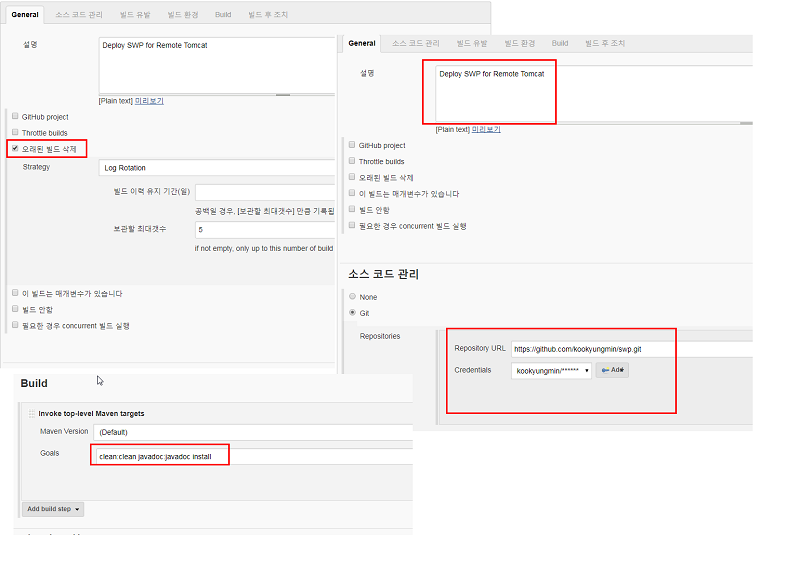 General 소스 코드 관리 빌드 유발 빌드 환경 Build 빌드 후 조치
설명
Deploy SWP for Remote Tomcat
[Plain text] 미리보기
GitHub project
Throttle builds
오래된 빌드 삭제
Strategy
Log Rotation
빌드 이력 유지 기간(일)
공백일 경우, [보관할 최대갯수] 만큼 기록됩
보관할 최대갯수
5
if not empty, only up to this number of build
이 빌드는 매개변수가 있습니다
빌드 안함
필요한 경우 concurrent 빌드 실행
General 소스 코드 관리 빌드 유발 빌드 환경 Build 빌드 후 조치
설명
Deploy SWP for Remote Tomcat
[Plain text] 미리보기
GitHub project
Throttle builds
오래된 빌드 삭제
이 빌드는 매개변수가 있습니다
빌드 안함
필요한 경우 concurrent 빌드 실행
소스 코드 관리
None
Git
Repositories
Repository URL
https://github.com/kookyungmin/swp.git
Credentials
kookyungmin/******
Add
Build
Invoke top-level Maven targets
Maven Version
(Default)
Goals
clean:clean javadoc:javadoc install
Add build step